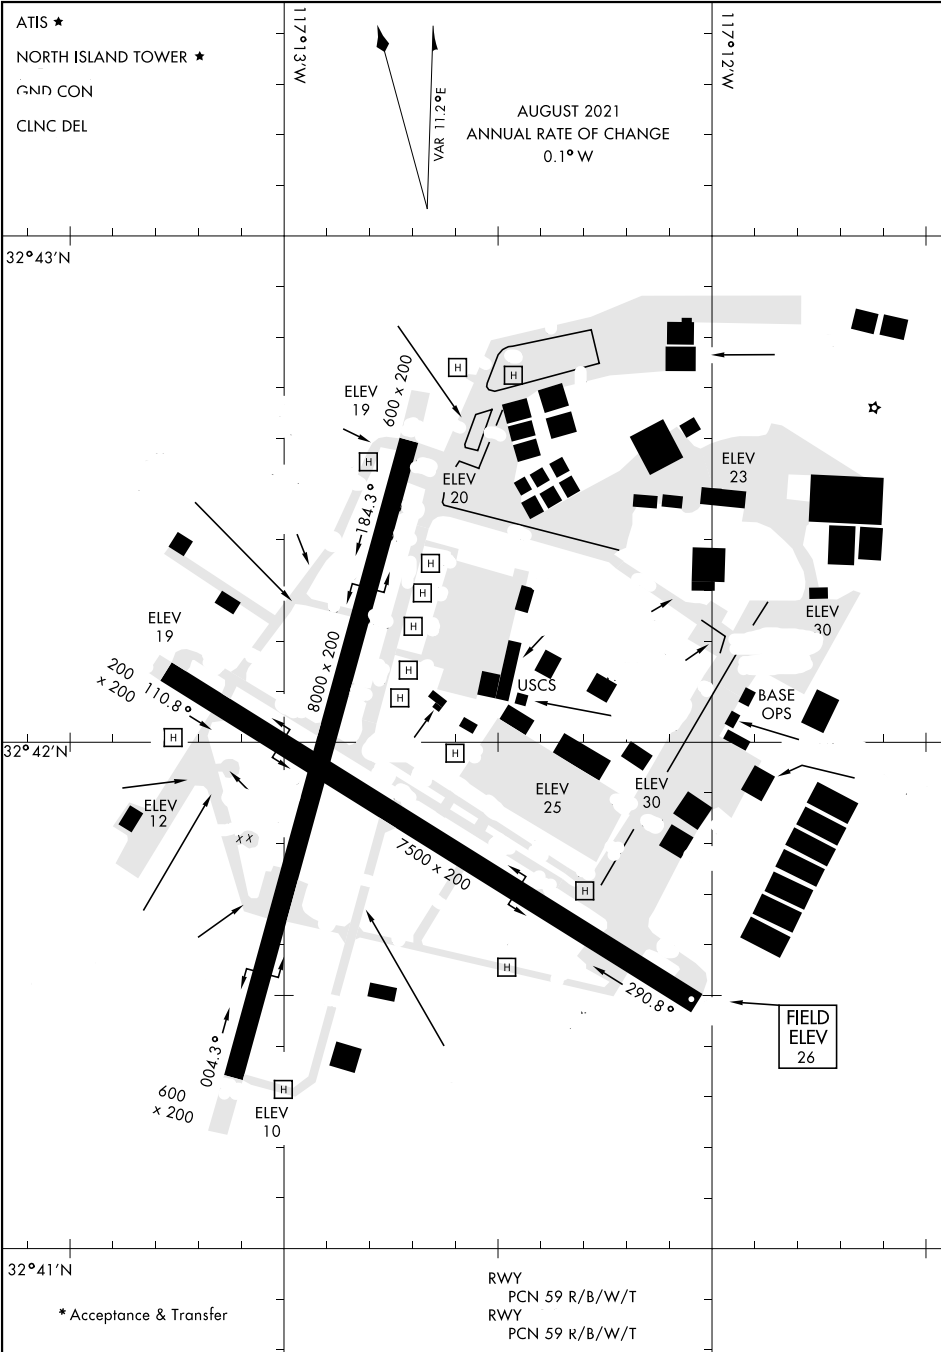 ATIS ★
NORTH ISLAND TOWER ★
GND CON
CLNC DEL
117°13'W
VAR 11.2°E
AUGUST 2021
ANNUAL RATE OF CHANGE
0.1° W
117°12'W
32°43'N
ELEV
19
600 x 200
H
H
H
184.3°
ELEV
20
ELEV
23
H
H
H
H
H
ELEV
19
200
x 200
110.8°
8000 x 200
USCS
ELEV
30
BASE
OPS
H
32°42'N
H
ELEV
12
x x
ELEV
25
ELEV
30
7500 x 200
H
H
290.8°
FIELD
ELEV
26
004.3°
600
x 200
H
ELEV
10
32°41'N
* Acceptance & Transfer
RWY
PCN 59 R/B/W/T
RWY
PCN 59 R/B/W/T